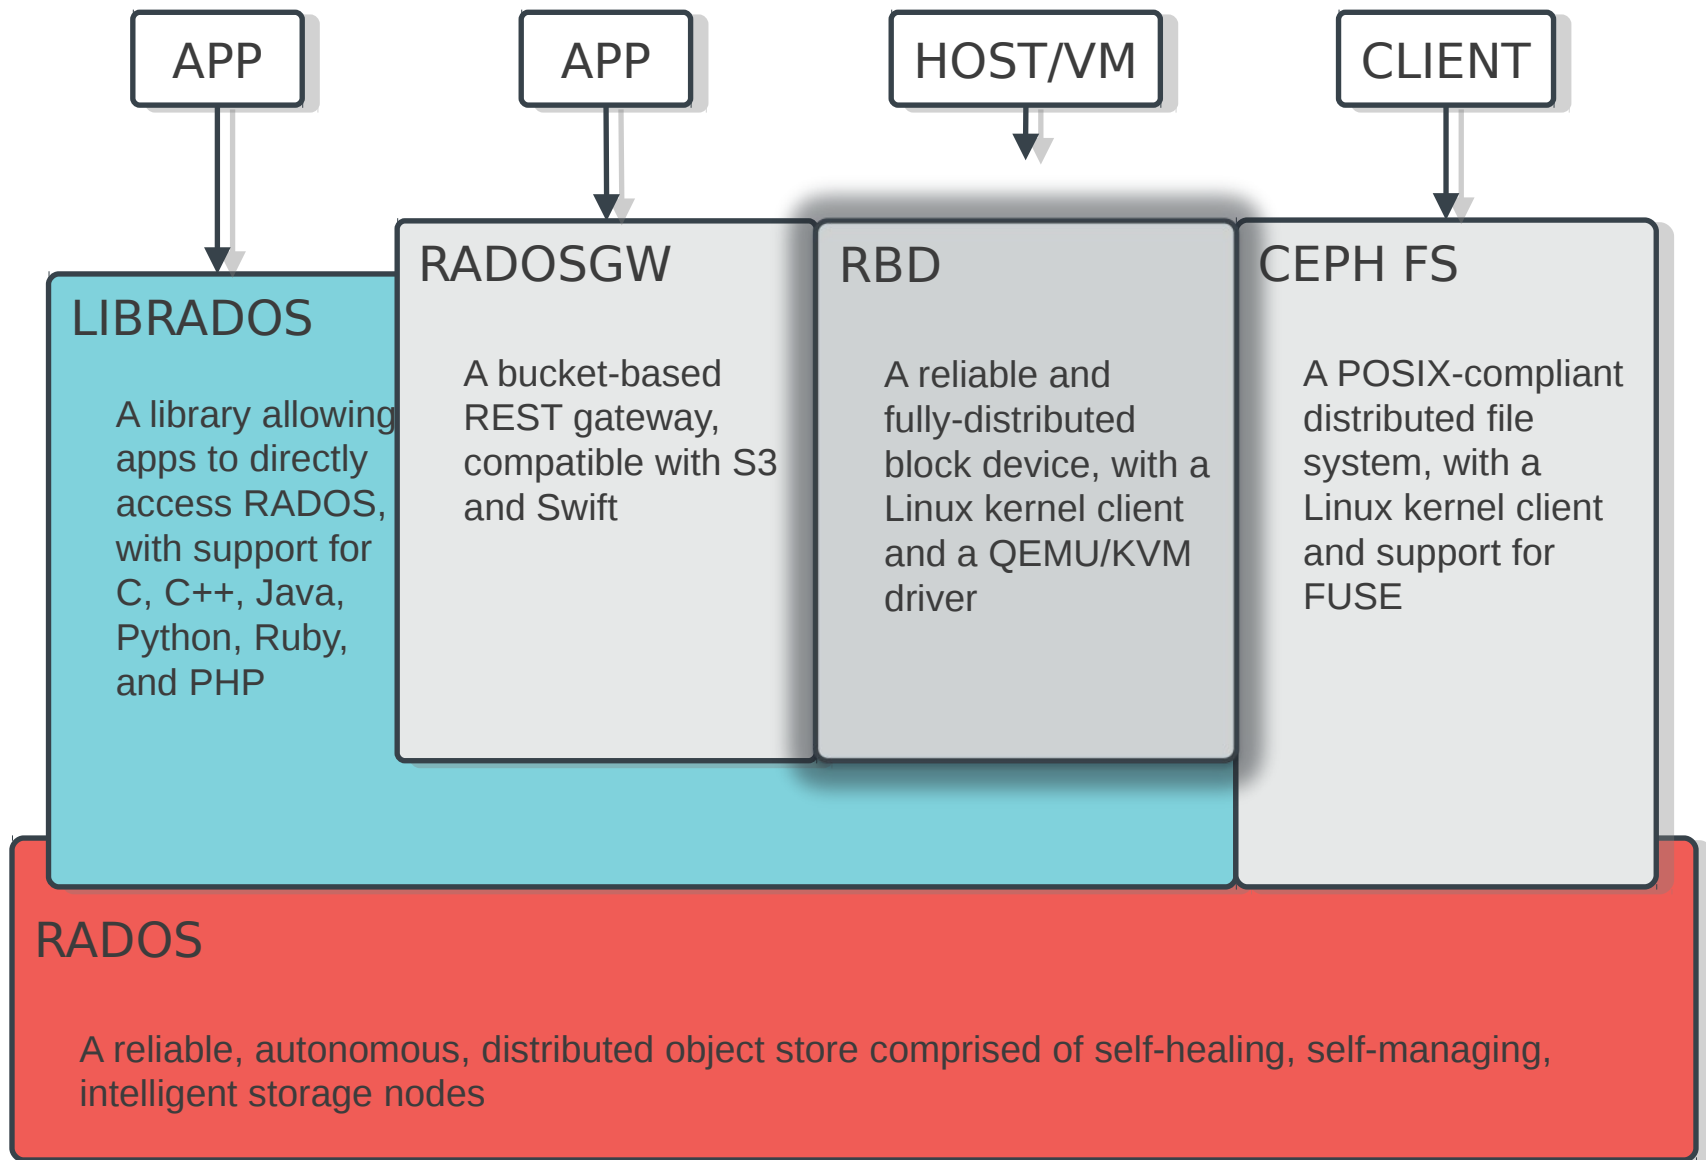 APP
APP
HOST/VM
CLIENT
LIBRADOS
A library allowing
apps to directly
access RADOS,
with support for
C, C++, Java,
Python, Ruby,
and PHP
RADOSGW
A bucket-based
REST gateway,
compatible with S3
and Swift
RBD
A reliable and
fully-distributed
block device, with a
Linux kernel client
and a QEMU/KVM
driver
CEPH FS
A POSIX-compliant
distributed file
system, with a
Linux kernel client
and support for
FUSE
RADOS
A reliable, autonomous, distributed object store comprised of self-healing, self-managing,
intelligent storage nodes